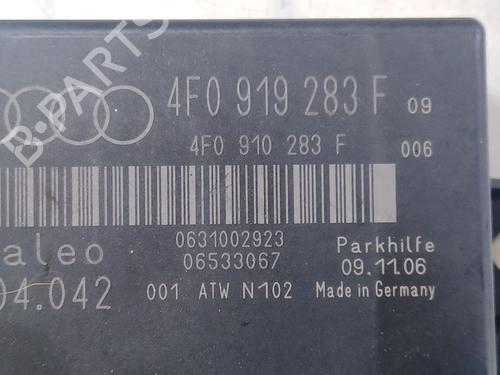 B-PARTS
4F0 919 283 F 09
4F0 910 283 F 006
0631002923
06533067
aleo
04.042
Parkhilfe
09.11.06
001 ATW N102 Made in Germany